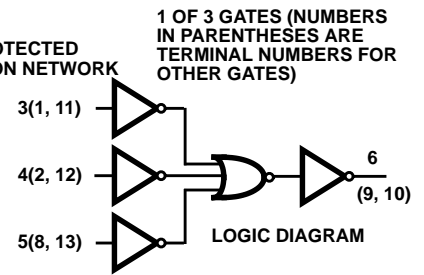 1 OF 3 GATES (NUMBERS
IN PARENTHESES ARE
TERMINAL NUMBERS FOR
OTHER GATES)
OTECTED
ON NETWORK
3(1, 11)
4(2, 12)
5(8, 13)
6
(9, 10)
LOGIC DIAGRAM